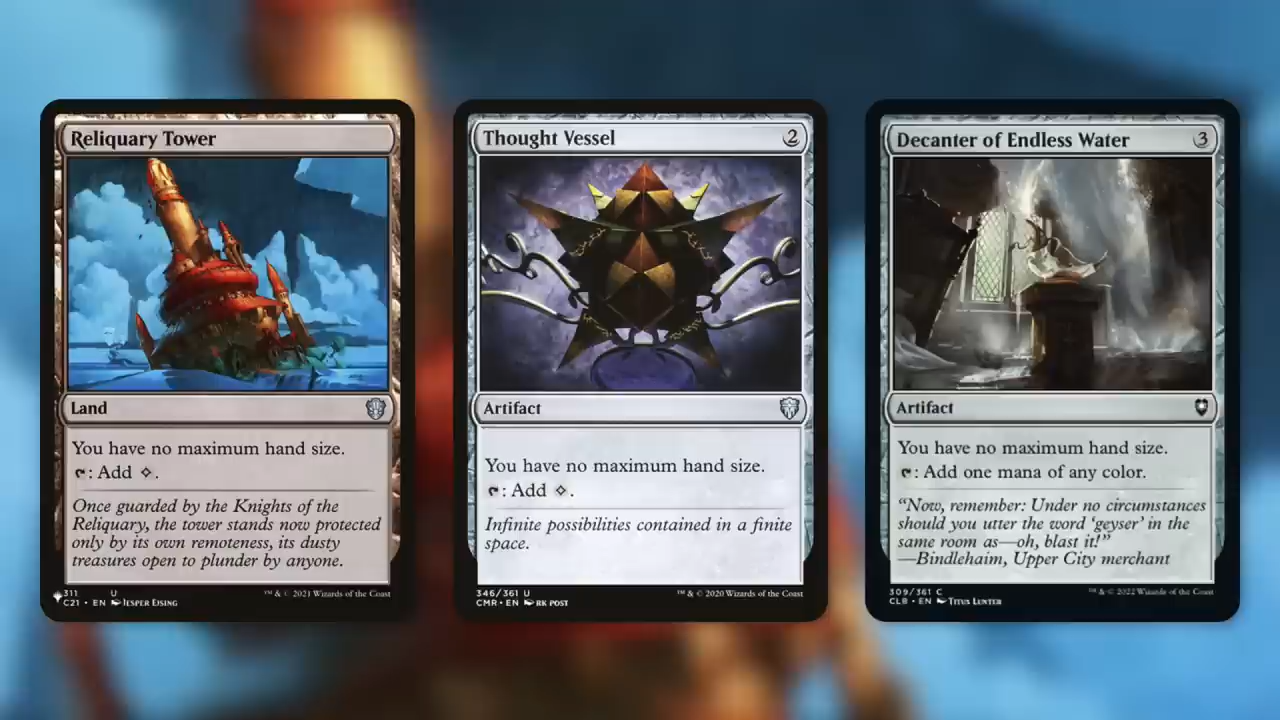 Reliquary Tower
Land
You have no maximum hand size.
: Add .
Once guarded by the Knights of the
Reliquary, the tower stands now protected
only by its own remoteness, its dusty
treasures open to plunder by anyone.
311 U
C21 • EN Jesper Ejsing
™ & © 2021 Wizards of the Coast
Thought Vessel 2
Artifact
You have no maximum hand size.
: Add .
Infinite possibilities contained in a finite
space.
346/361 U
CMR • EN RK Post
™ & © 2020 Wizards of the Coast
Decanter of Endless Water 3
Artifact
You have no maximum hand size.
: Add one mana of any color.
“Now, remember: Under no circumstances
should you utter the word ‘geyser’ in the
same room as—oh, blast it!”
—Bindlehaim, Upper City merchant
309/361 C
CLB • EN Titus Lunter
™ & © 2022 Wizards of the Coast